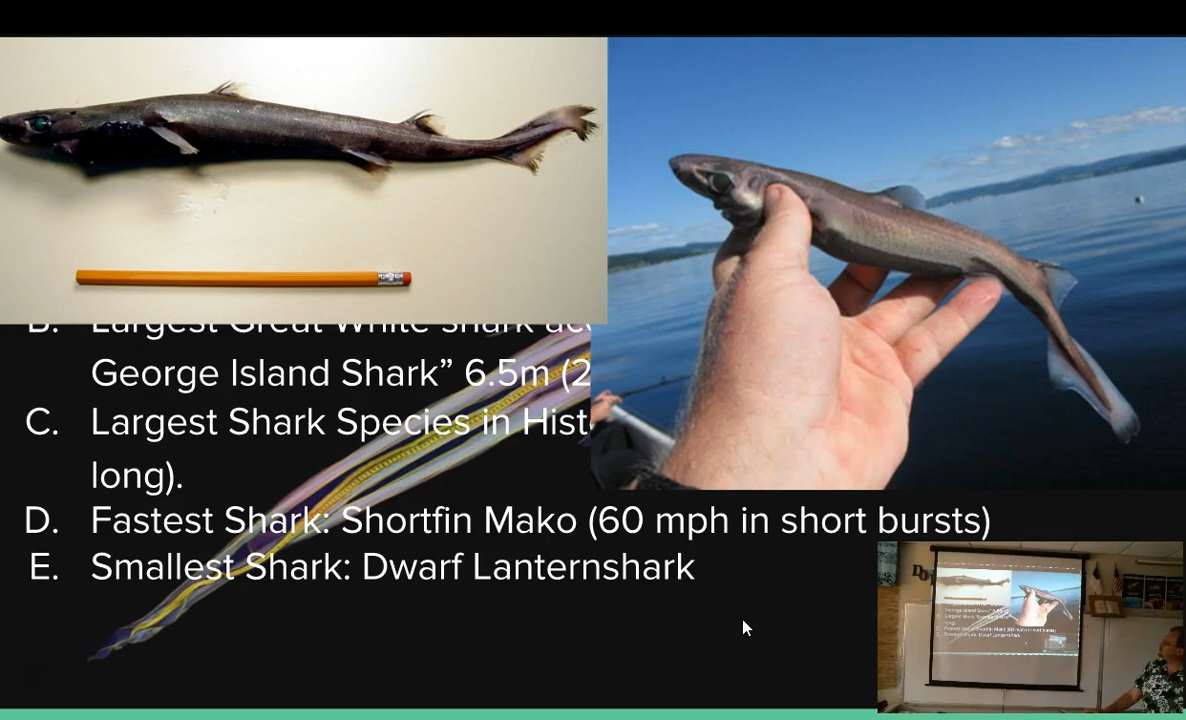 George Island Shark” 6.5m (2
C. Largest Shark Species in Hist
long).
D. Fastest Shark: Shortfin Mako (60 mph in short bursts)
E. Smallest Shark: Dwarf Lanternshark